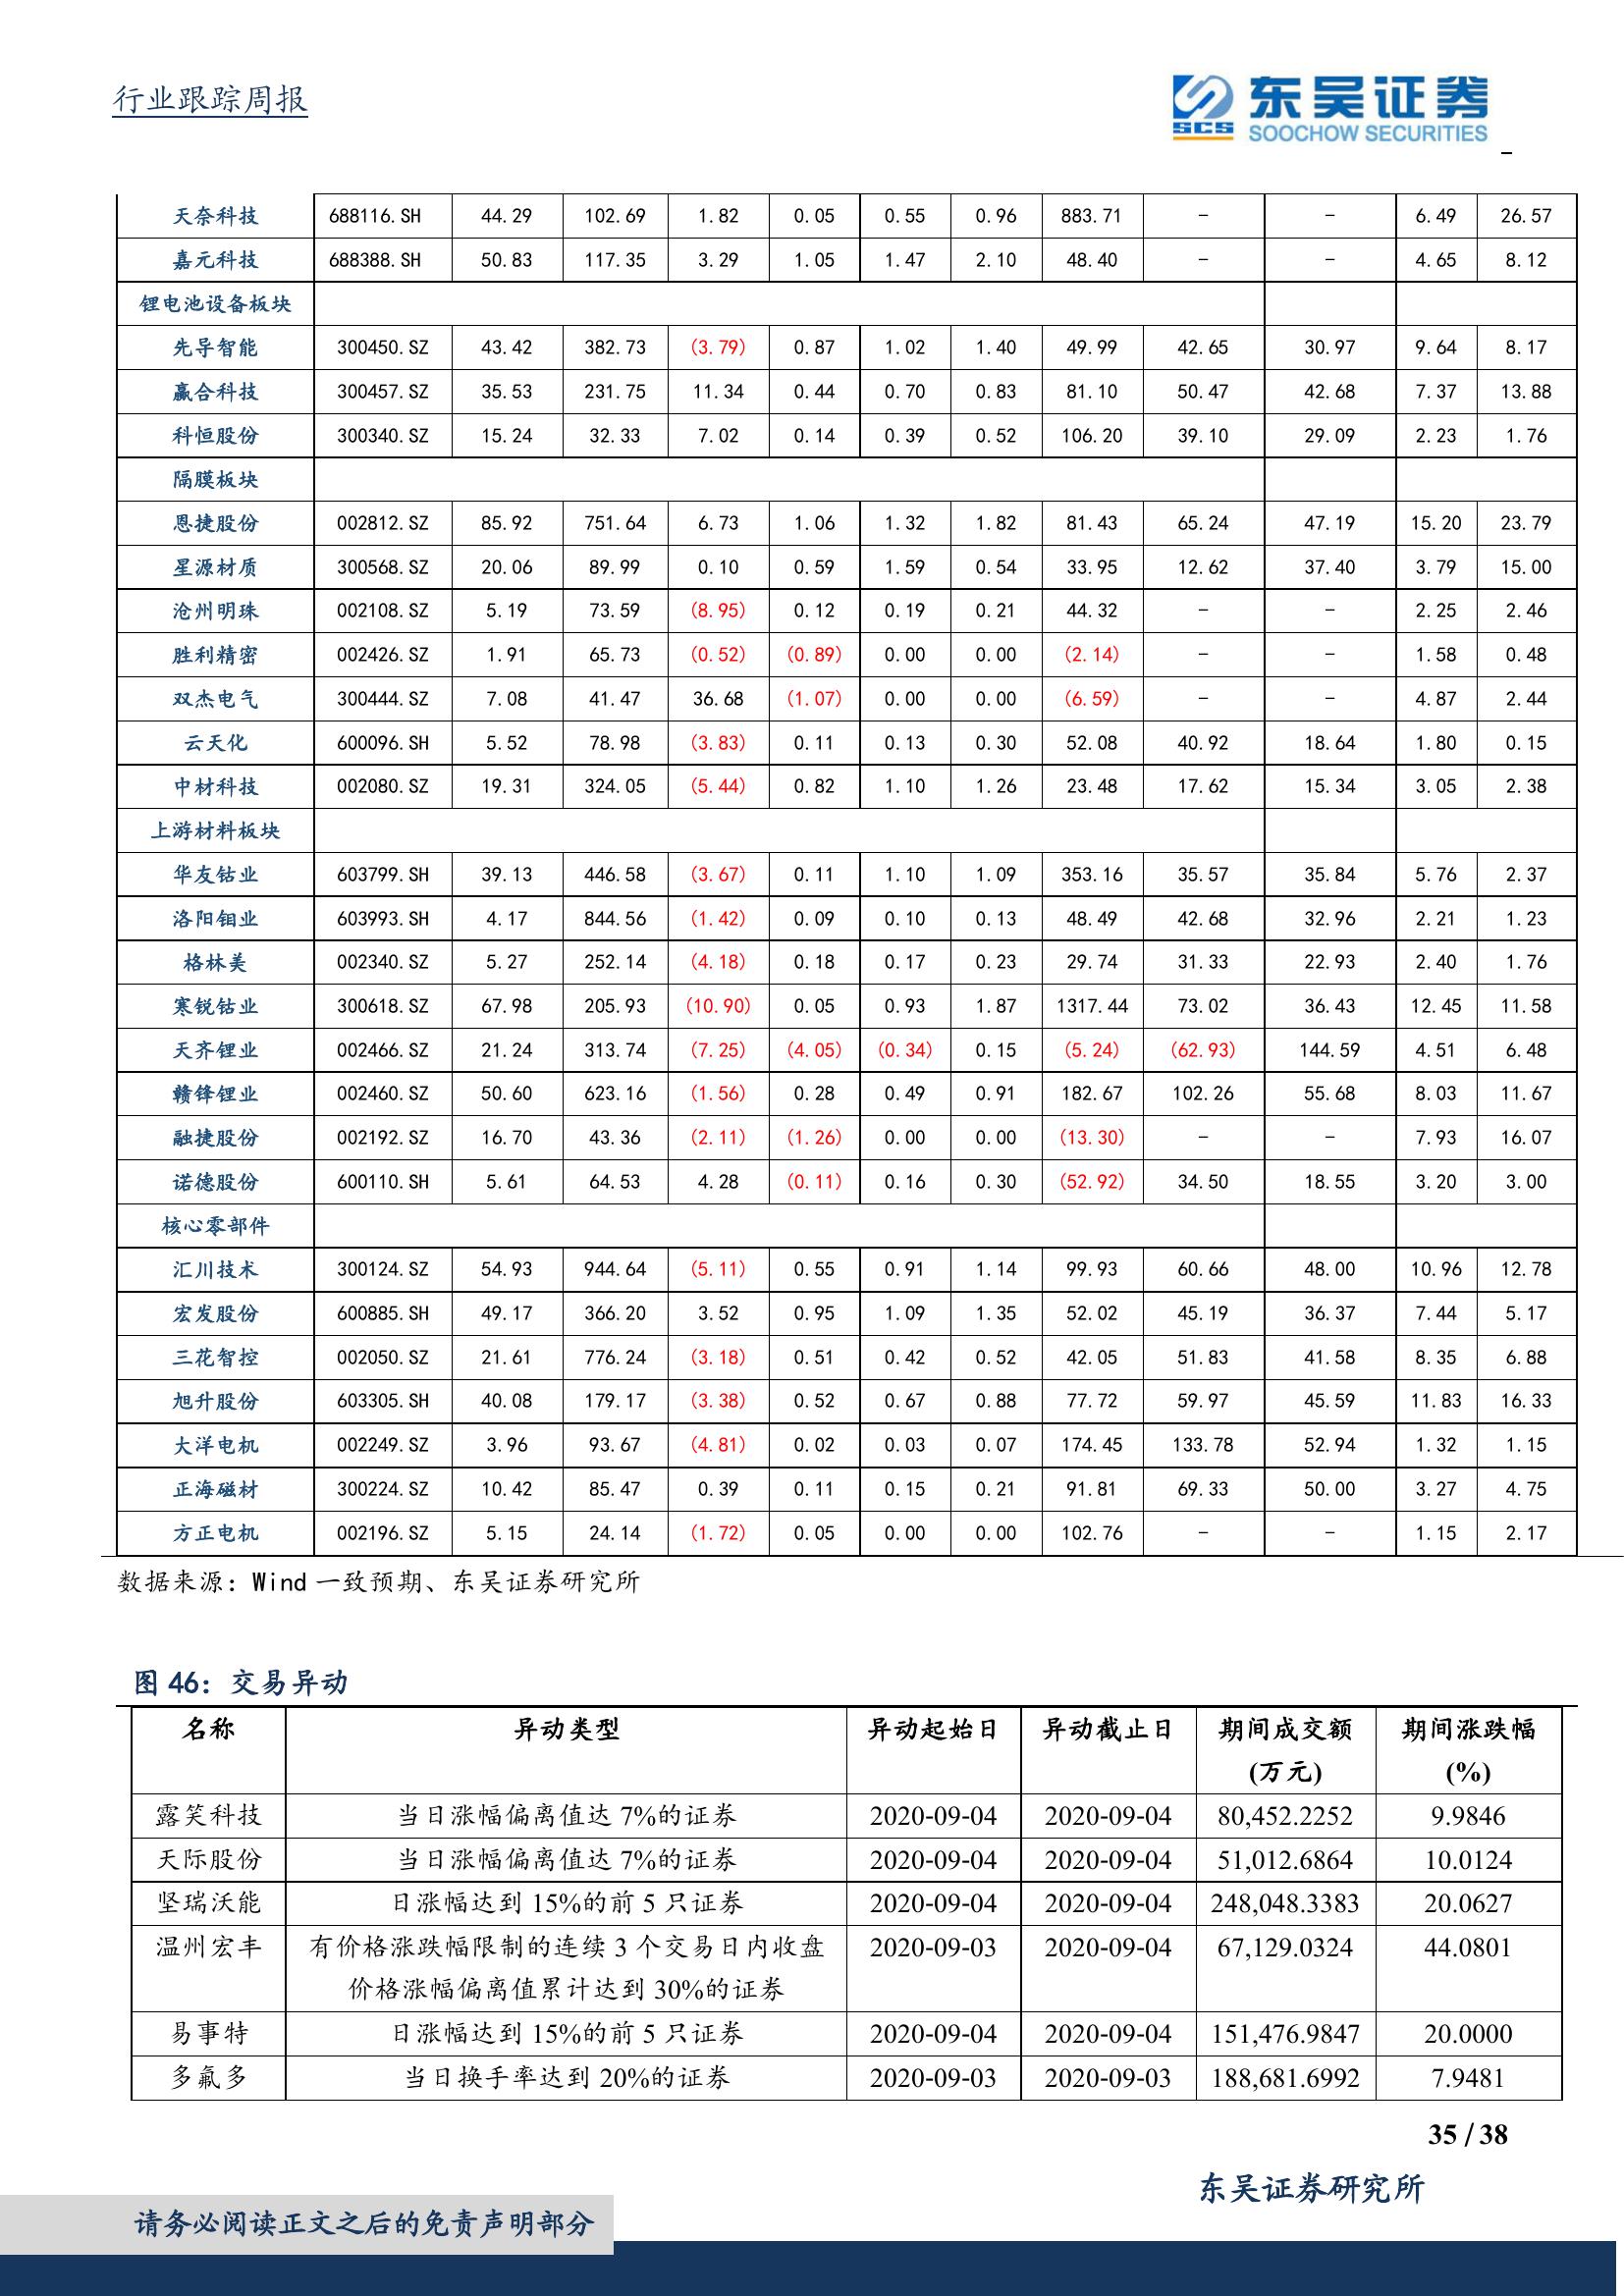 行业跟踪周报
SCS 东吴证券
SOOCHOW SECURITIES
天奈科技 688116.SH 44.29 102.69 1.82 0.05 0.55 0.96 883.71 - - 6.49 26.57
嘉元科技 688388.SH 50.83 117.35 3.29 1.05 1.47 2.10 48.40 - - 4.65 8.12
锂电池设备板块
先导智能 300450.SZ 43.42 382.73 (3.79) 0.87 1.02 1.40 49.99 42.65 30.97 9.64 8.17
赢合科技 300457.SZ 35.53 231.75 11.34 0.44 0.70 0.83 81.10 50.47 42.68 7.37 13.88
科恒股份 300340.SZ 15.24 32.33 7.02 0.14 0.39 0.52 106.20 39.10 29.09 2.23 1.76
隔膜板块
恩捷股份 002812.SZ 85.92 751.64 6.73 1.06 1.32 1.82 81.43 65.24 47.19 15.20 23.79
星源材质 300568.SZ 20.06 89.99 0.10 0.59 1.59 0.54 33.95 12.62 37.40 3.79 15.00
沧州明珠 002108.SZ 5.19 73.59 (8.95) 0.12 0.19 0.21 44.32 - - 2.25 2.46
胜利精密 002426.SZ 1.91 65.73 (0.52) (0.89) 0.00 0.00 (2.14) - - 1.58 0.48
双杰电气 300444.SZ 7.08 41.47 36.68 (1.07) 0.00 0.00 (6.59) - - 4.87 2.44
云天化 600096.SH 5.52 78.98 (3.83) 0.11 0.13 0.30 52.08 40.92 18.64 1.80 0.15
中材科技 002080.SZ 19.31 324.05 (5.44) 0.82 1.10 1.26 23.48 17.62 15.34 3.05 2.38
上游材料板块
华友钴业 603799.SH 39.13 446.58 (3.67) 0.11 1.10 1.09 353.16 35.57 35.84 5.76 2.37
洛阳钼业 603993.SH 4.17 844.56 (1.42) 0.09 0.10 0.13 48.49 42.68 32.96 2.21 1.23
格林美 002340.SZ 5.27 252.14 (4.18) 0.18 0.17 0.23 29.74 31.33 22.93 2.40 1.76
寒锐钴业 300618.SZ 67.98 205.93 (10.90) 0.05 0.93 1.87 1317.44 73.02 36.43 12.45 11.58
天齐锂业 002466.SZ 21.24 313.74 (7.25) (4.05) (0.34) 0.15 (5.24) (62.93) 144.59 4.51 6.48
赣锋锂业 002460.SZ 50.60 623.16 (1.56) 0.28 0.49 0.91 182.67 102.26 55.68 8.03 11.67
融捷股份 002192.SZ 16.70 43.36 (2.11) (1.26) 0.00 0.00 (13.30) - - 7.93 16.07
诺德股份 600110.SH 5.61 64.53 4.28 (0.11) 0.16 0.30 (52.92) 34.50 18.55 3.20 3.00
核心零部件
汇川技术 300124.SZ 54.93 944.64 (5.11) 0.55 0.91 1.14 99.93 60.66 48.00 10.96 12.78
宏发股份 600885.SH 49.17 366.20 3.52 0.95 1.09 1.35 52.02 45.19 36.37 7.44 5.17
三花智控 002050.SZ 21.61 776.24 (3.18) 0.51 0.42 0.52 42.05 51.83 41.58 8.35 6.88
旭升股份 603305.SH 40.08 179.17 (3.38) 0.52 0.67 0.88 77.72 59.97 45.59 11.83 16.33
大洋电机 002249.SZ 3.96 93.67 (4.81) 0.02 0.03 0.07 174.45 133.78 52.94 1.32 1.15
正海磁材 300224.SZ 10.42 85.47 0.39 0.11 0.15 0.21 91.81 69.33 50.00 3.27 4.75
方正电机 002196.SZ 5.15 24.14 (1.72) 0.05 0.00 0.00 102.76 - - 1.15 2.17
数据来源：Wind 一致预期、东吴证券研究所
图 46：交易异动
名称 异动类型 异动起始日 异动截止日 期间成交额 期间涨跌幅
(万元) (%)
露笑科技 当日涨幅偏离值达 7%的证券 2020-09-04 2020-09-04 80,452.2252 9.9846
天际股份 当日涨幅偏离值达 7%的证券 2020-09-04 2020-09-04 51,012.6864 10.0124
坚瑞沃能 日涨幅达到 15%的前 5 只证券 2020-09-04 2020-09-04 248,048.3383 20.0627
温州宏丰 有价格涨跌幅限制的连续 3 个交易日内收盘 2020-09-03 2020-09-04 67,129.0324 44.0801
价格涨幅偏离值累计达到 30%的证券
易事特 日涨幅达到 15%的前 5 只证券 2020-09-04 2020-09-04 151,476.9847 20.0000
多氟多 当日换手率达到 20%的证券 2020-09-03 2020-09-03 188,681.6992 7.9481
35 / 38
东吴证券研究所
请务必阅读正文之后的免责声明部分